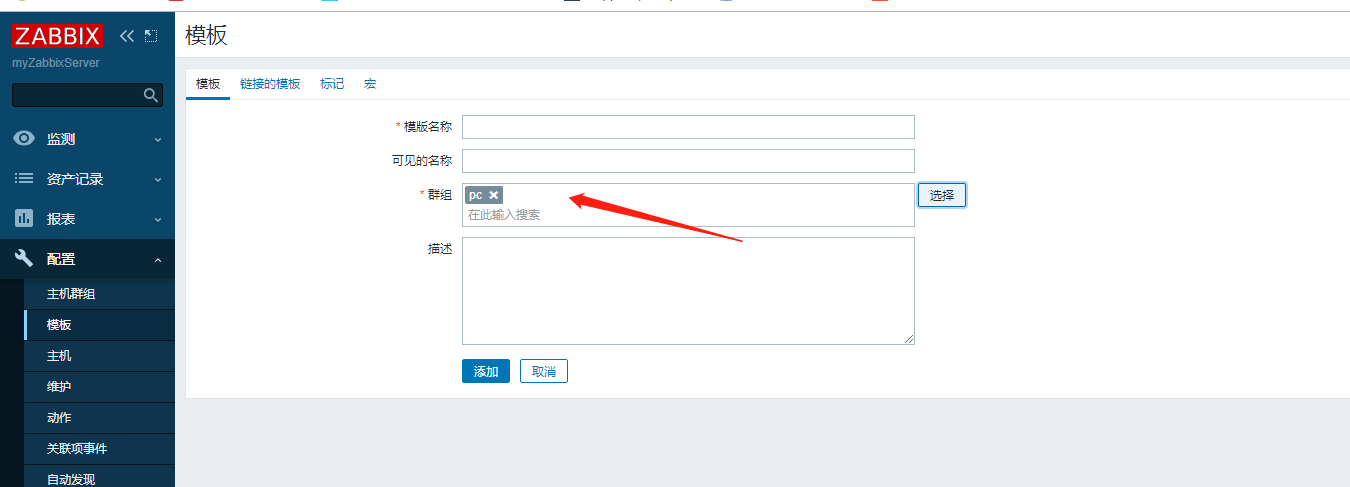 ZABBIX
myZabbixServer
监测
资产记录
报表
配置
主机群组
模板
主机
维护
动作
关联项事件
自动发现
模板
模板 链接的模板 标记 宏
* 模版名称
可见的名称
* 群组 pc 选择
在此输入搜索
描述
添加 取消